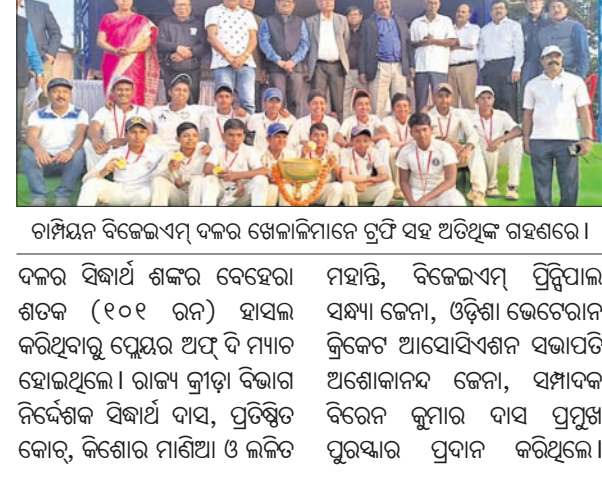 ଚାମ୍ପିୟନ ବିଜେଇଏମ୍ ଦଳର ଖେଳାଳିମାନେ ଟ୍ରଫି ସହ ଅତିଥିଙ୍କ ଗହଣରେ।
ଦଳର ସିଦ୍ଧାର୍ଥ ଶଙ୍କର ବେହେରା
ଶତକ (୧୦୧ ରନ) ହାସଲ
କରିଥିବାରୁ ପ୍ଲେୟର ଅଫ୍ ଦି ମ୍ୟାଚ
ହୋଇଥିଲେ। ରାଜ୍ୟ କ୍ରୀଡ଼ା ବିଭାଗ
ନିର୍ଦ୍ଦେଶକ ସିଦ୍ଧାର୍ଥ ଦାସ, ପ୍ରତିଷ୍ଠିତ
କୋଚ୍, କିଶୋର ମାଣିଆ ଓ ଲଳିତ
ମହାନ୍ତି, ବିଜେଇଏମ୍ ପ୍ରିନ୍ସିପାଲ
ସନ୍ଧ୍ୟା ଜେନା, ଓଡ଼ିଶା ଭେଟେରାନ
କ୍ରିକେଟ ଆସୋସିଏଶନ ସଭାପତି
ଅଶୋକାନନ୍ଦ ଜେନା, ସମ୍ପାଦକ
ବିରେନ କୁମାର ଦାସ ପ୍ରମୁଖ
ପୁରସ୍କାର ପ୍ରଦାନ କରିଥିଲେ।